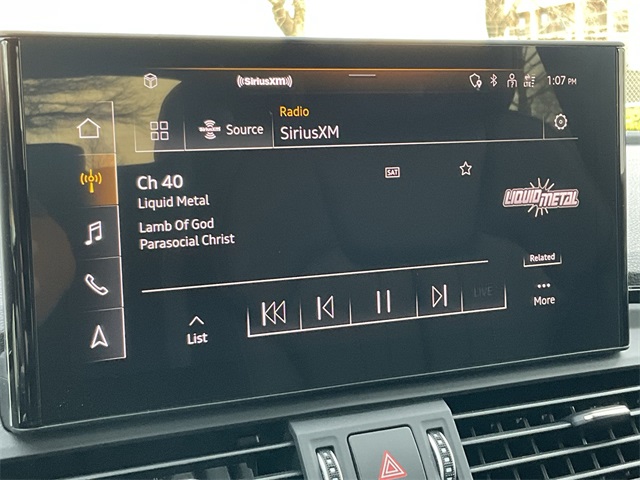 SiriusXM
1:07 PM
Radio
SiriusXM Source
SiriusXM
Ch 40
SAT
Liquid Metal
LIQUID METAL
Lamb Of God
Parasocial Christ
Related
LIVE
More
List